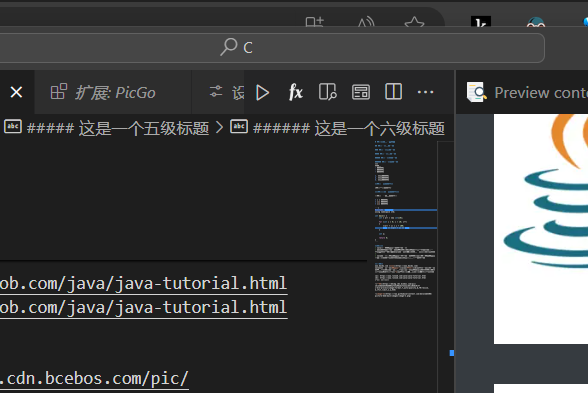 C
扩展: PicGo
Preview cont
##### 这是一个五级标题 > ###### 这是一个六级标题
ob.com/java/java-tutorial.html
ob.com/java/java-tutorial.html
.cdn.bcebos.com/pic/